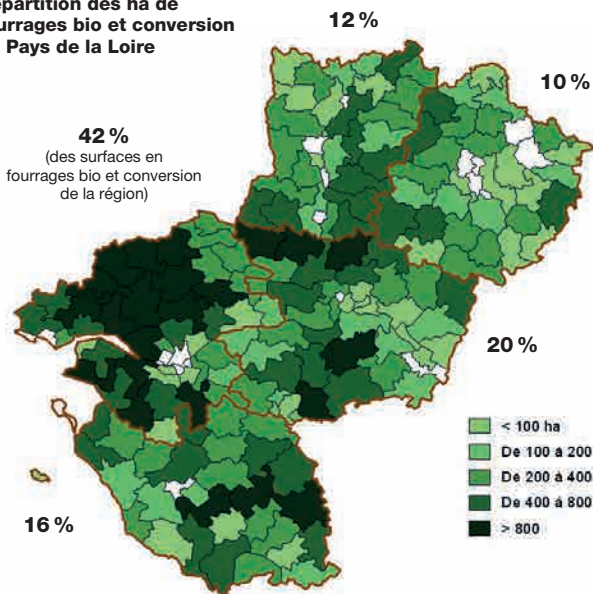 épartition des ha de
urrages bio et conversion
Pays de la Loire
12 %
10 %
42 %
(des surfaces en
fourrages bio et conversion
de la région)
20 %
16 %
< 100 ha
De 100 à 200
De 200 à 400
De 400 à 800
> 800